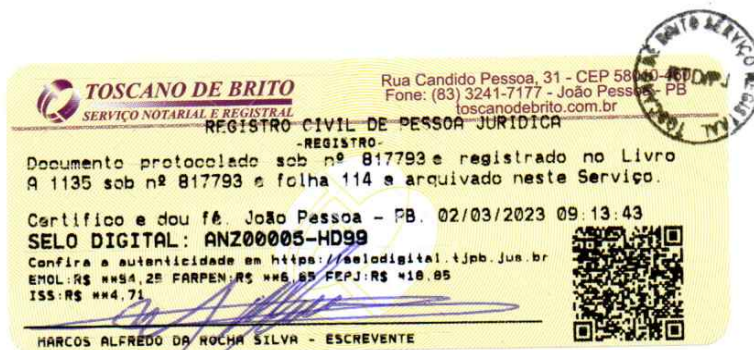 TOSCANO DE BRITO
SERVIÇO NOTARIAL E REGISTRAL
Rua Candido Pessoa, 31 - CEP 58010-460
Fone: (83) 3241-7177 - João Pessoa - PB
toscanodebrito.com.br
REGISTRO CIVIL DE PESSOA JURIDICA
-REGISTRO-
Documento protocolado sob nº 817793 e registrado no Livro
A 1135 sob nº 817793 e folha 114 e arquivado neste Serviço.
Certifico e dou fé. João Pessoa - PB. 02/03/2023 09:13:43
SELO DIGITAL: ANZ00005-HD99
Confira a autenticidade em https://selodigital.tjpb.jus.br
EMOL:R$ **94,25 FARPEN:R$ **6,85 FEPJ:R$ *18,85
ISS:R$ **4,71
MARCOS ALFREDO DA ROCHA SILVA - ESCREVENTE